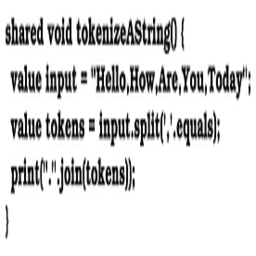 shared void tokenizeAString() {
value input = "Hello,How,Are,You,Today";
value tokens = input.split(','.equals);
print(".".join(tokens));
}